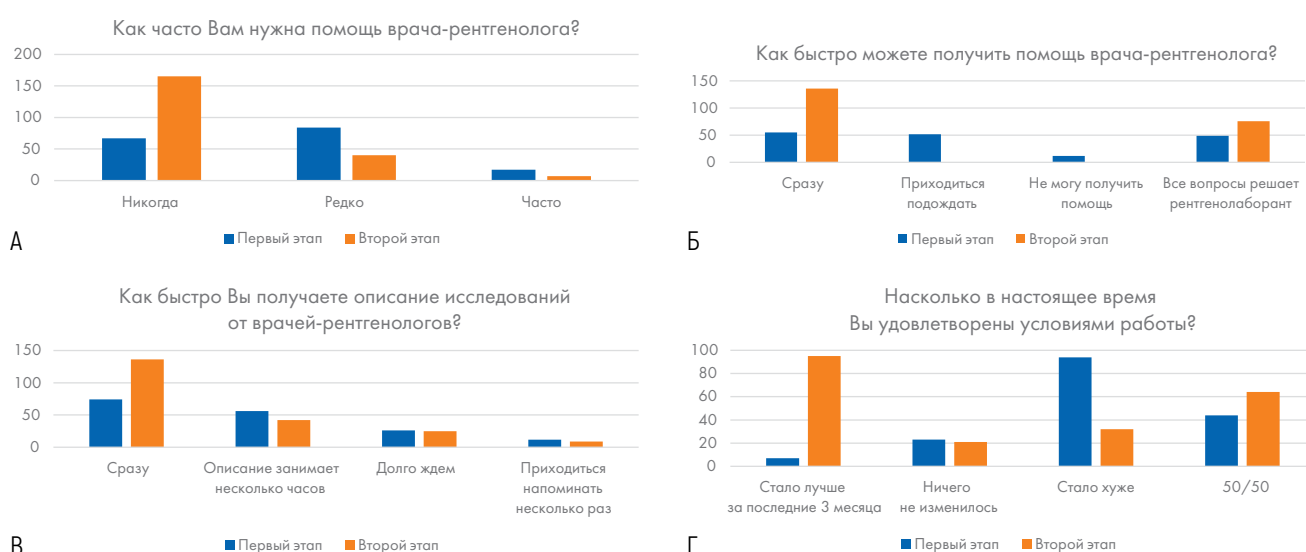 Как часто Вам нужна помощь врача-рентгенолога?
200
150
100
50
0
Никогда Редко Часто
Первый этап Второй этап
А
Как быстро можете получить помощь врача-рентгенолога?
150
100
50
0
Сразу Приходиться Не могу получить Все вопросы решает
подождать помощь рентгенолаборант
Первый этап Второй этап
Б
Как быстро Вы получаете описание исследований
от врачей-рентгенологов?
150
100
50
0
Сразу Описание занимает Долго ждем Приходиться
несколько часов напоминать
несколько раз
Первый этап Второй этап
В
Насколько в настоящее время
Вы удовлетворены условиями работы?
100
80
60
40
20
0
Стало лучше Ничего Стало хуже 50/50
за последние 3 месяца не изменилось
Первый этап Второй этап
Г